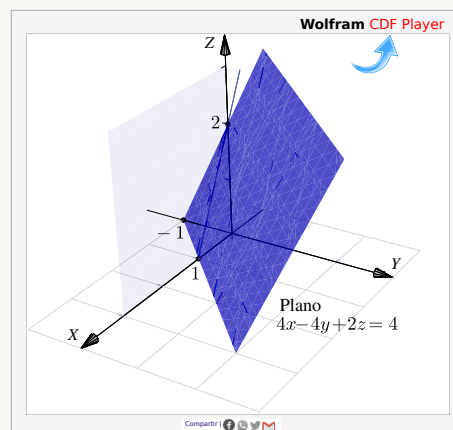 Wolfram CDF Player
Z
2
−1
1
Y
X
Plano
4x−4y+2z = 4
Compartir |